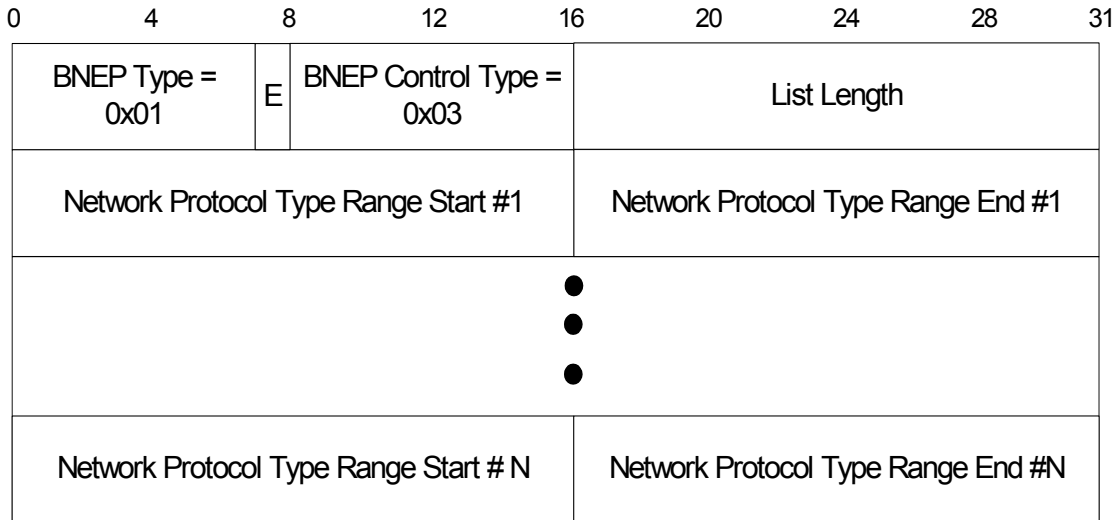 0 4 8 12 16 20 24 28 31
BNEP Type =
0x01
E
BNEP Control Type =
0x03
List Length
Network Protocol Type Range Start #1
Network Protocol Type Range End #1
Network Protocol Type Range Start # N
Network Protocol Type Range End #N